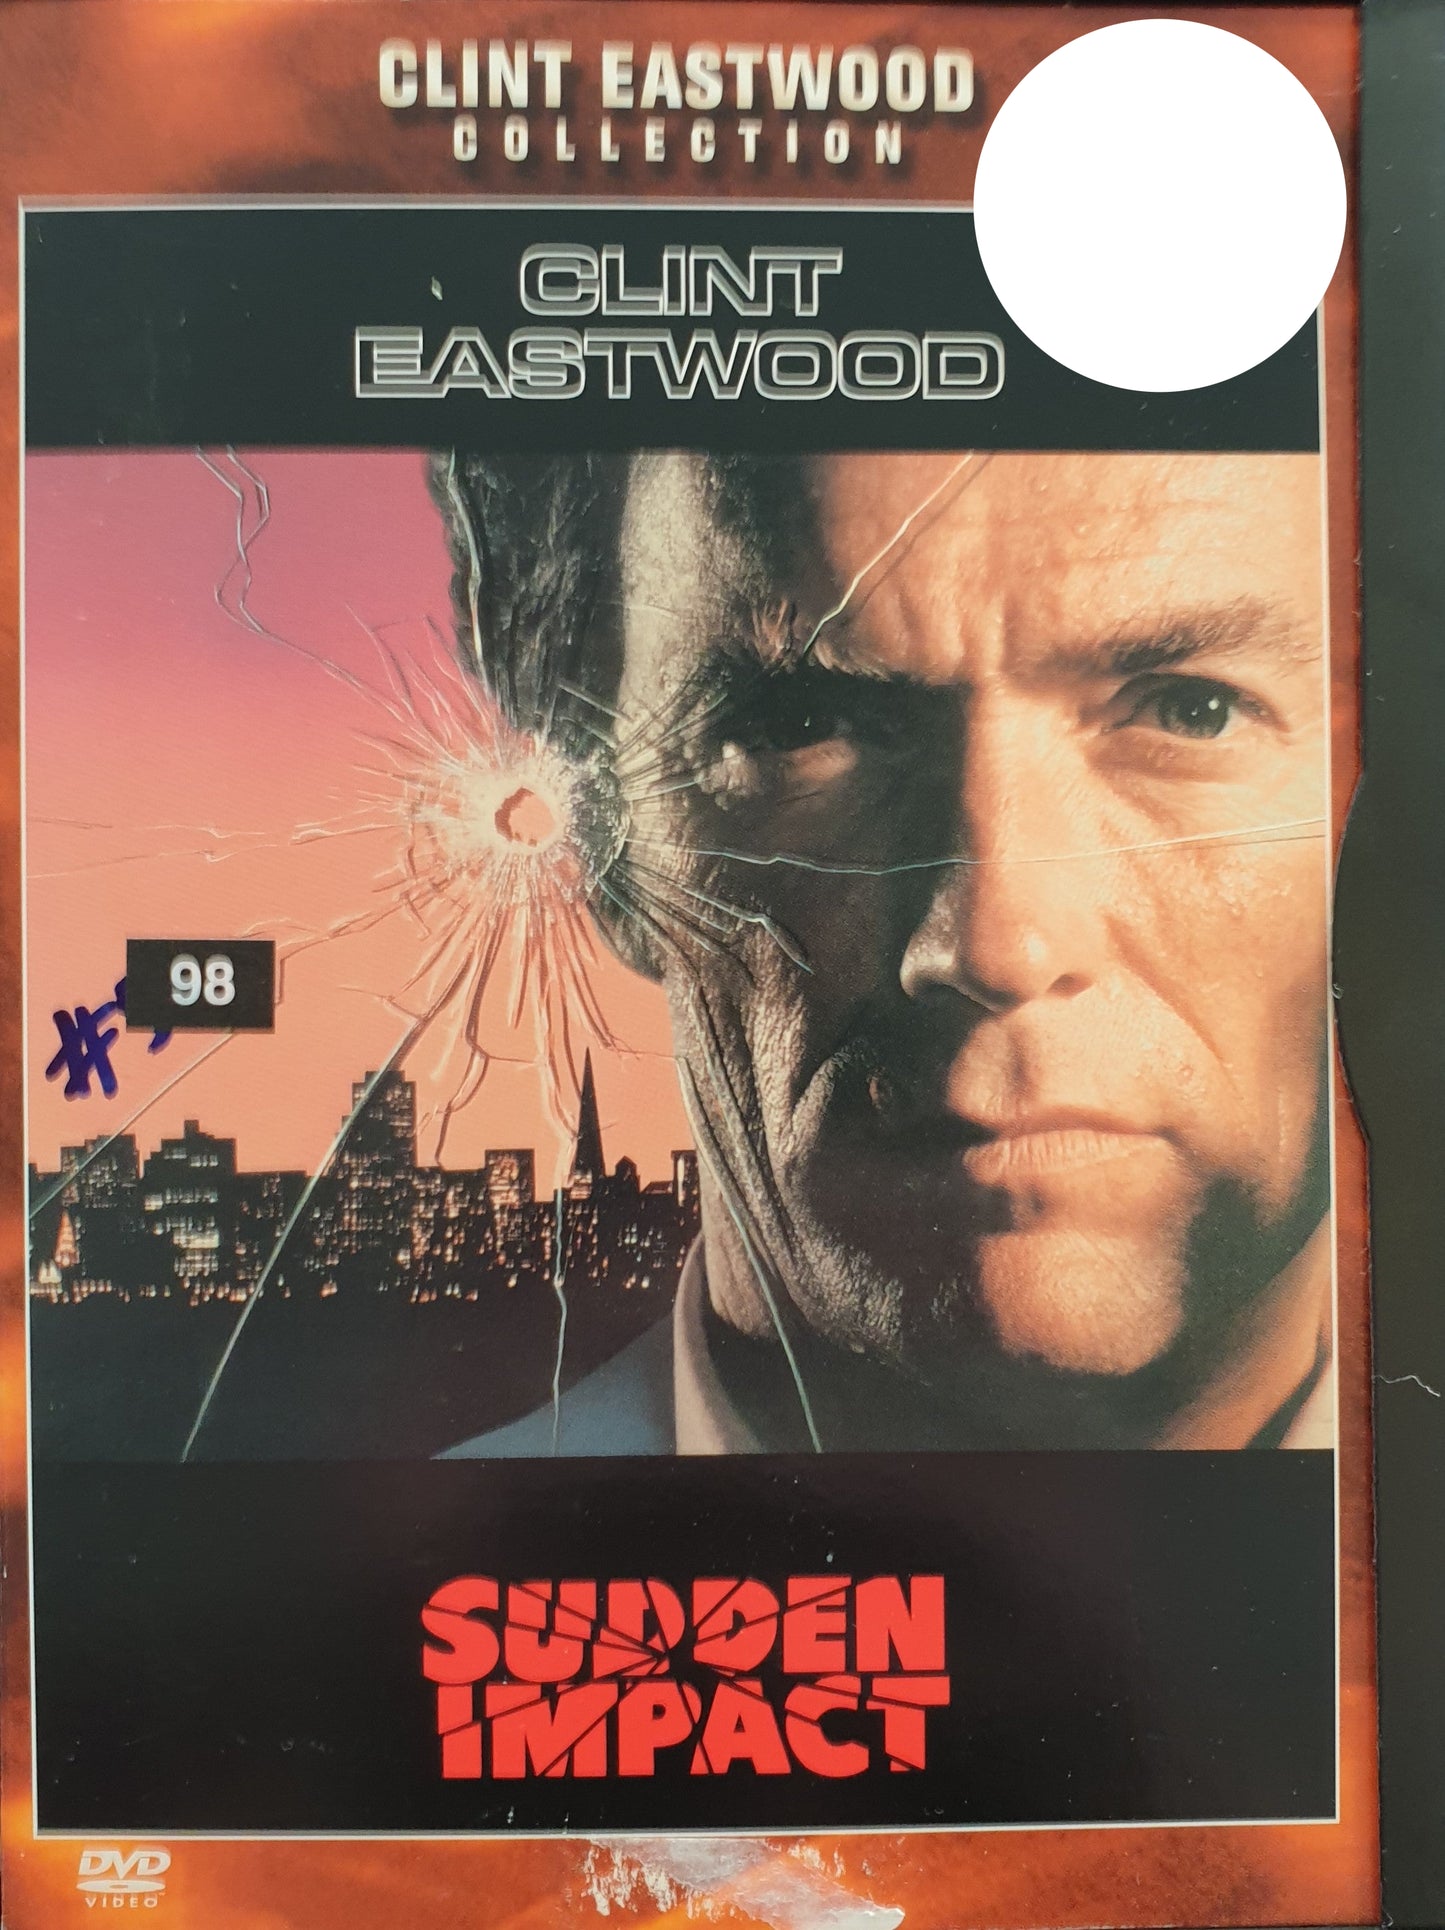 CLINT EASTWOOD
COLLECTION
CLINT
EASTWOOD
98
SUDDEN
IMPACT
DVD
VIDEO